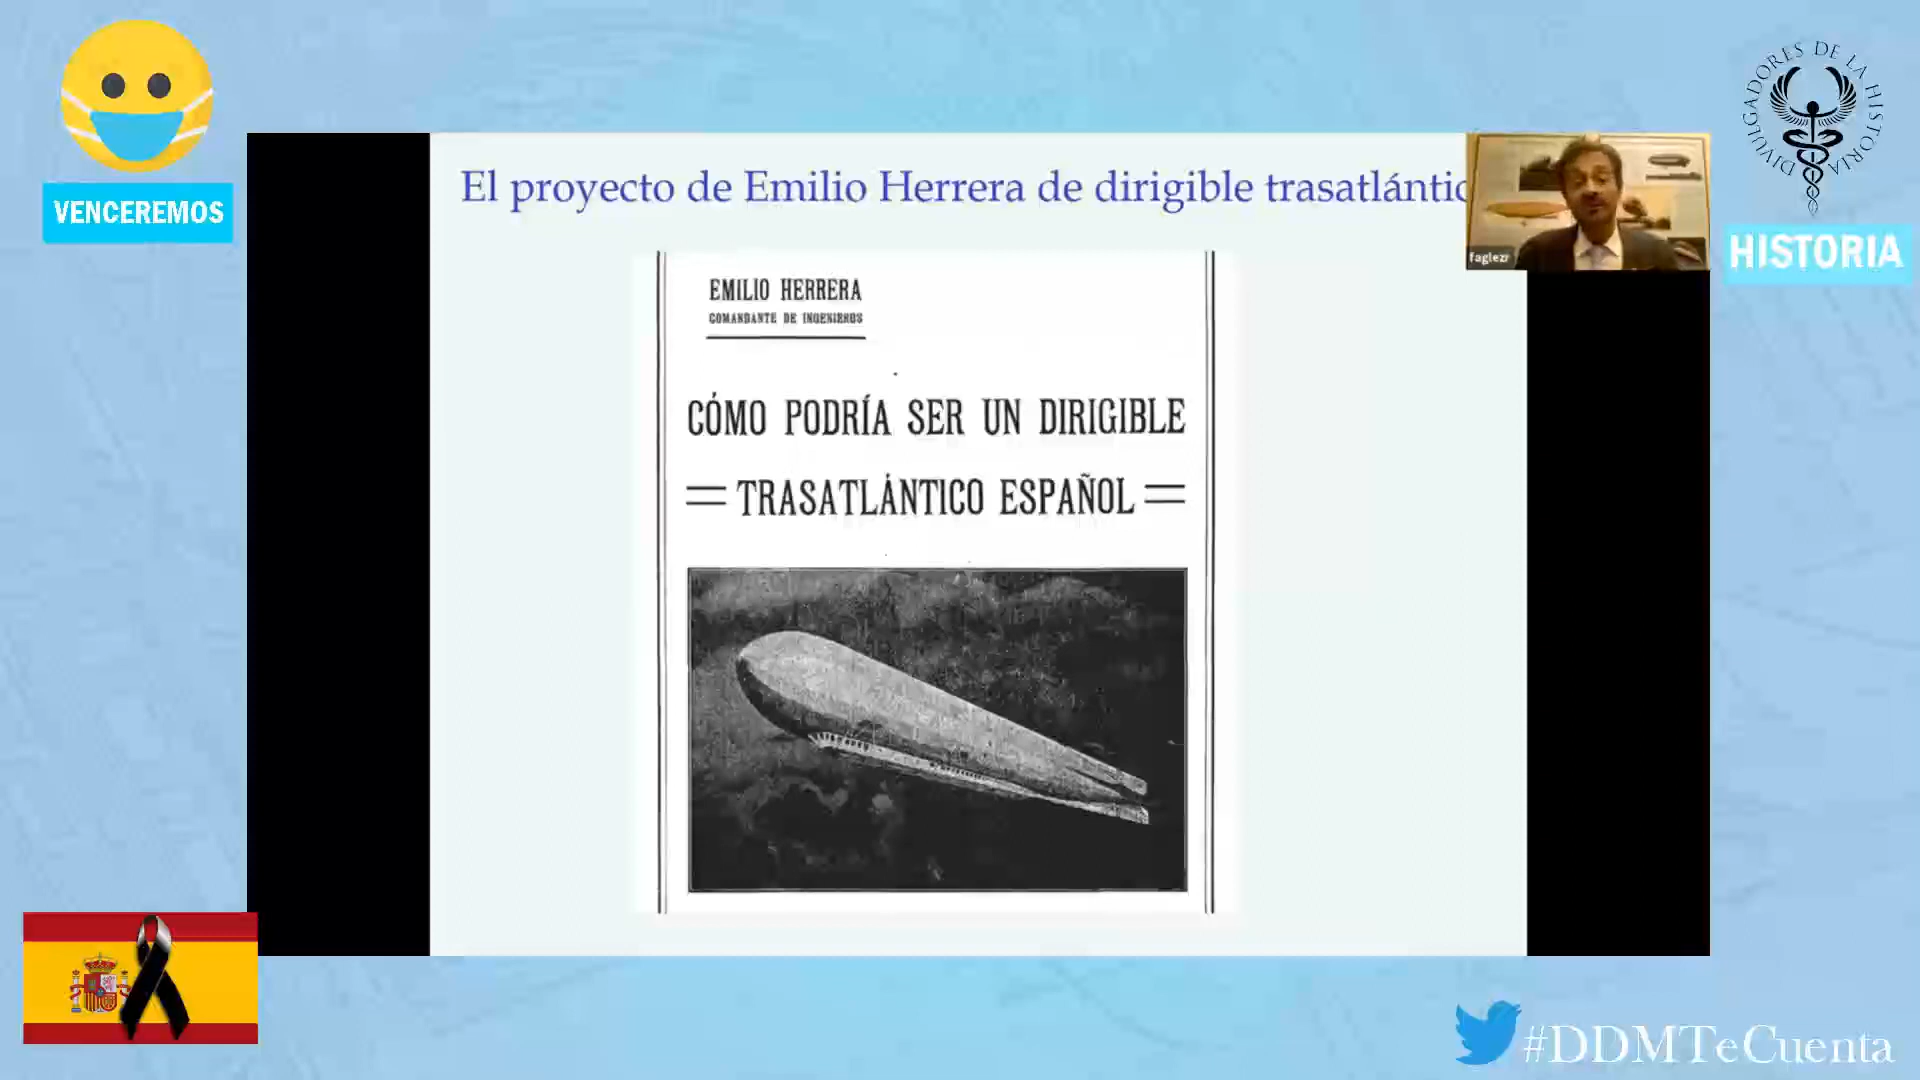 VENCEREMOS
El proyecto de Emilio Herrera de dirigible trasatlántic
faglezr
DIVULGADORES DE LA HISTORIA
HISTORIA
EMILIO HERRERA
COMANDANTE DE INGENIEROS
CÓMO PODRÍA SER UN DIRIGIBLE
TRASATLÁNTICO ESPAÑOL
#DDMTeCuenta